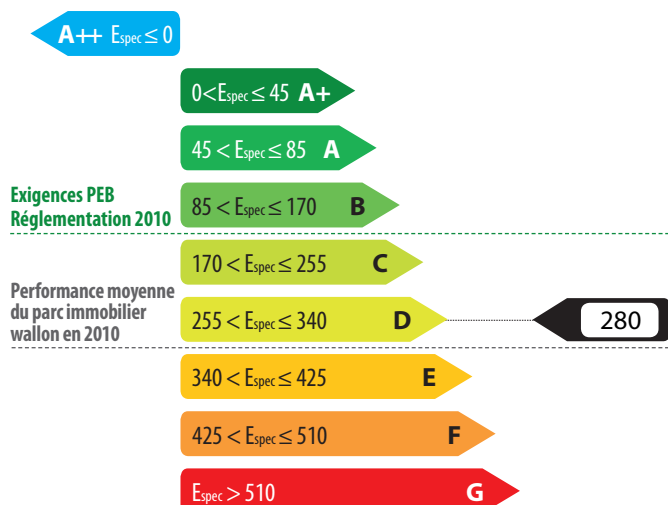 A++ Espec ≤ 0
0<Espec ≤ 45 A+
45 < Espec ≤ 85 A
Exigences PEB
Réglementation 2010
85 < Espec ≤ 170 B
170 < Espec ≤ 255 C
Performance moyenne
du parc immobilier
wallon en 2010
255 < Espec ≤ 340 D
280
340 < Espec ≤ 425 E
425 < Espec ≤ 510 F
Espec > 510 G